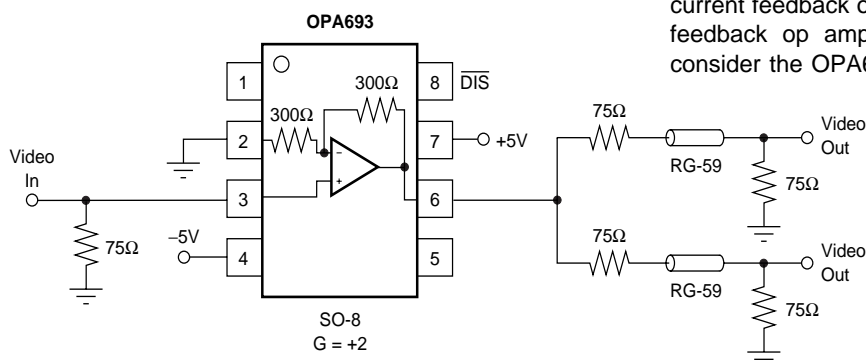 current feedback o
feedback op amp
consider the OPA6
OPA693
1
300Ω
300Ω
8
DIS
2
7
+5V
3
6
–5V
4
5
Video
In
75Ω
75Ω
RG-59
Video
Out
75Ω
75Ω
RG-59
Video
Out
75Ω
SO-8
G = +2